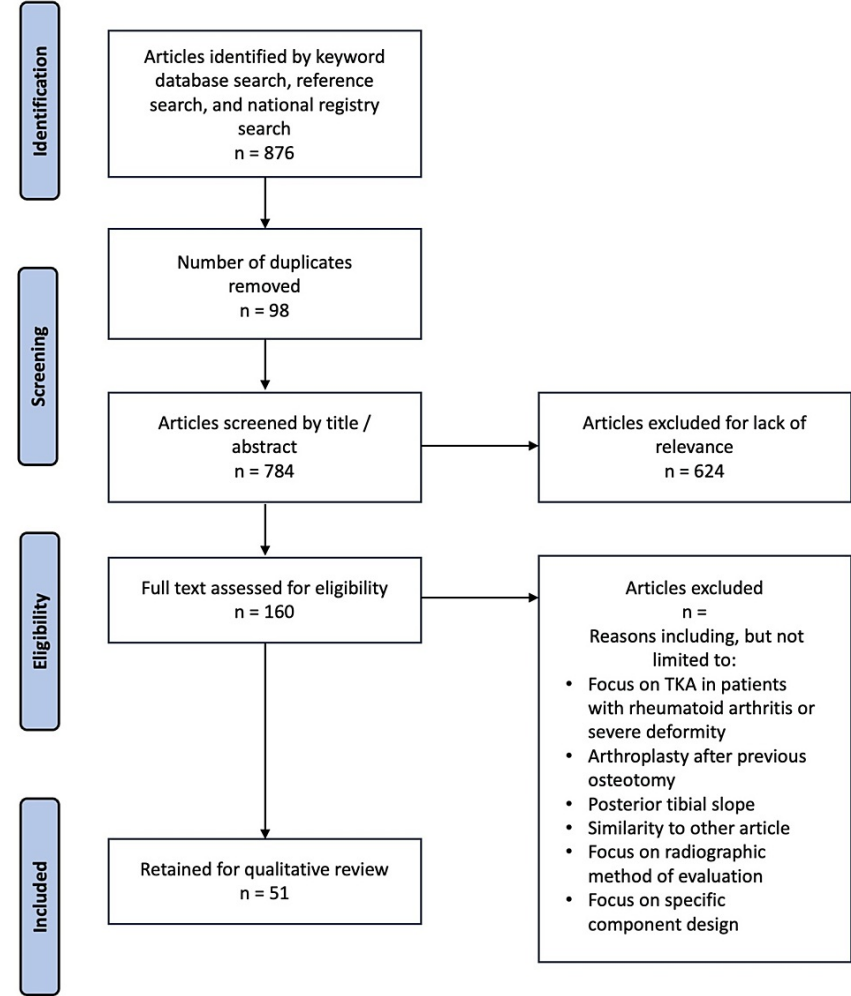 Identification
Articles identified by keyword
database search, reference
search, and national registry
search
n = 876
Number of duplicates
removed
n = 98
Screening
Articles screened by title /
abstract
n = 784
Articles excluded for lack of
relevance
n = 624
Eligibility
Full text assessed for eligibility
n = 160
Articles excluded
n =
Reasons including, but not
limited to:
• Focus on TKA in patients
with rheumatoid arthritis or
severe deformity
• Arthroplasty after previous
osteotomy
• Posterior tibial slope
• Similarity to other article
• Focus on radiographic
method of evaluation
• Focus on specific
component design
Included
Retained for qualitative review
n = 51